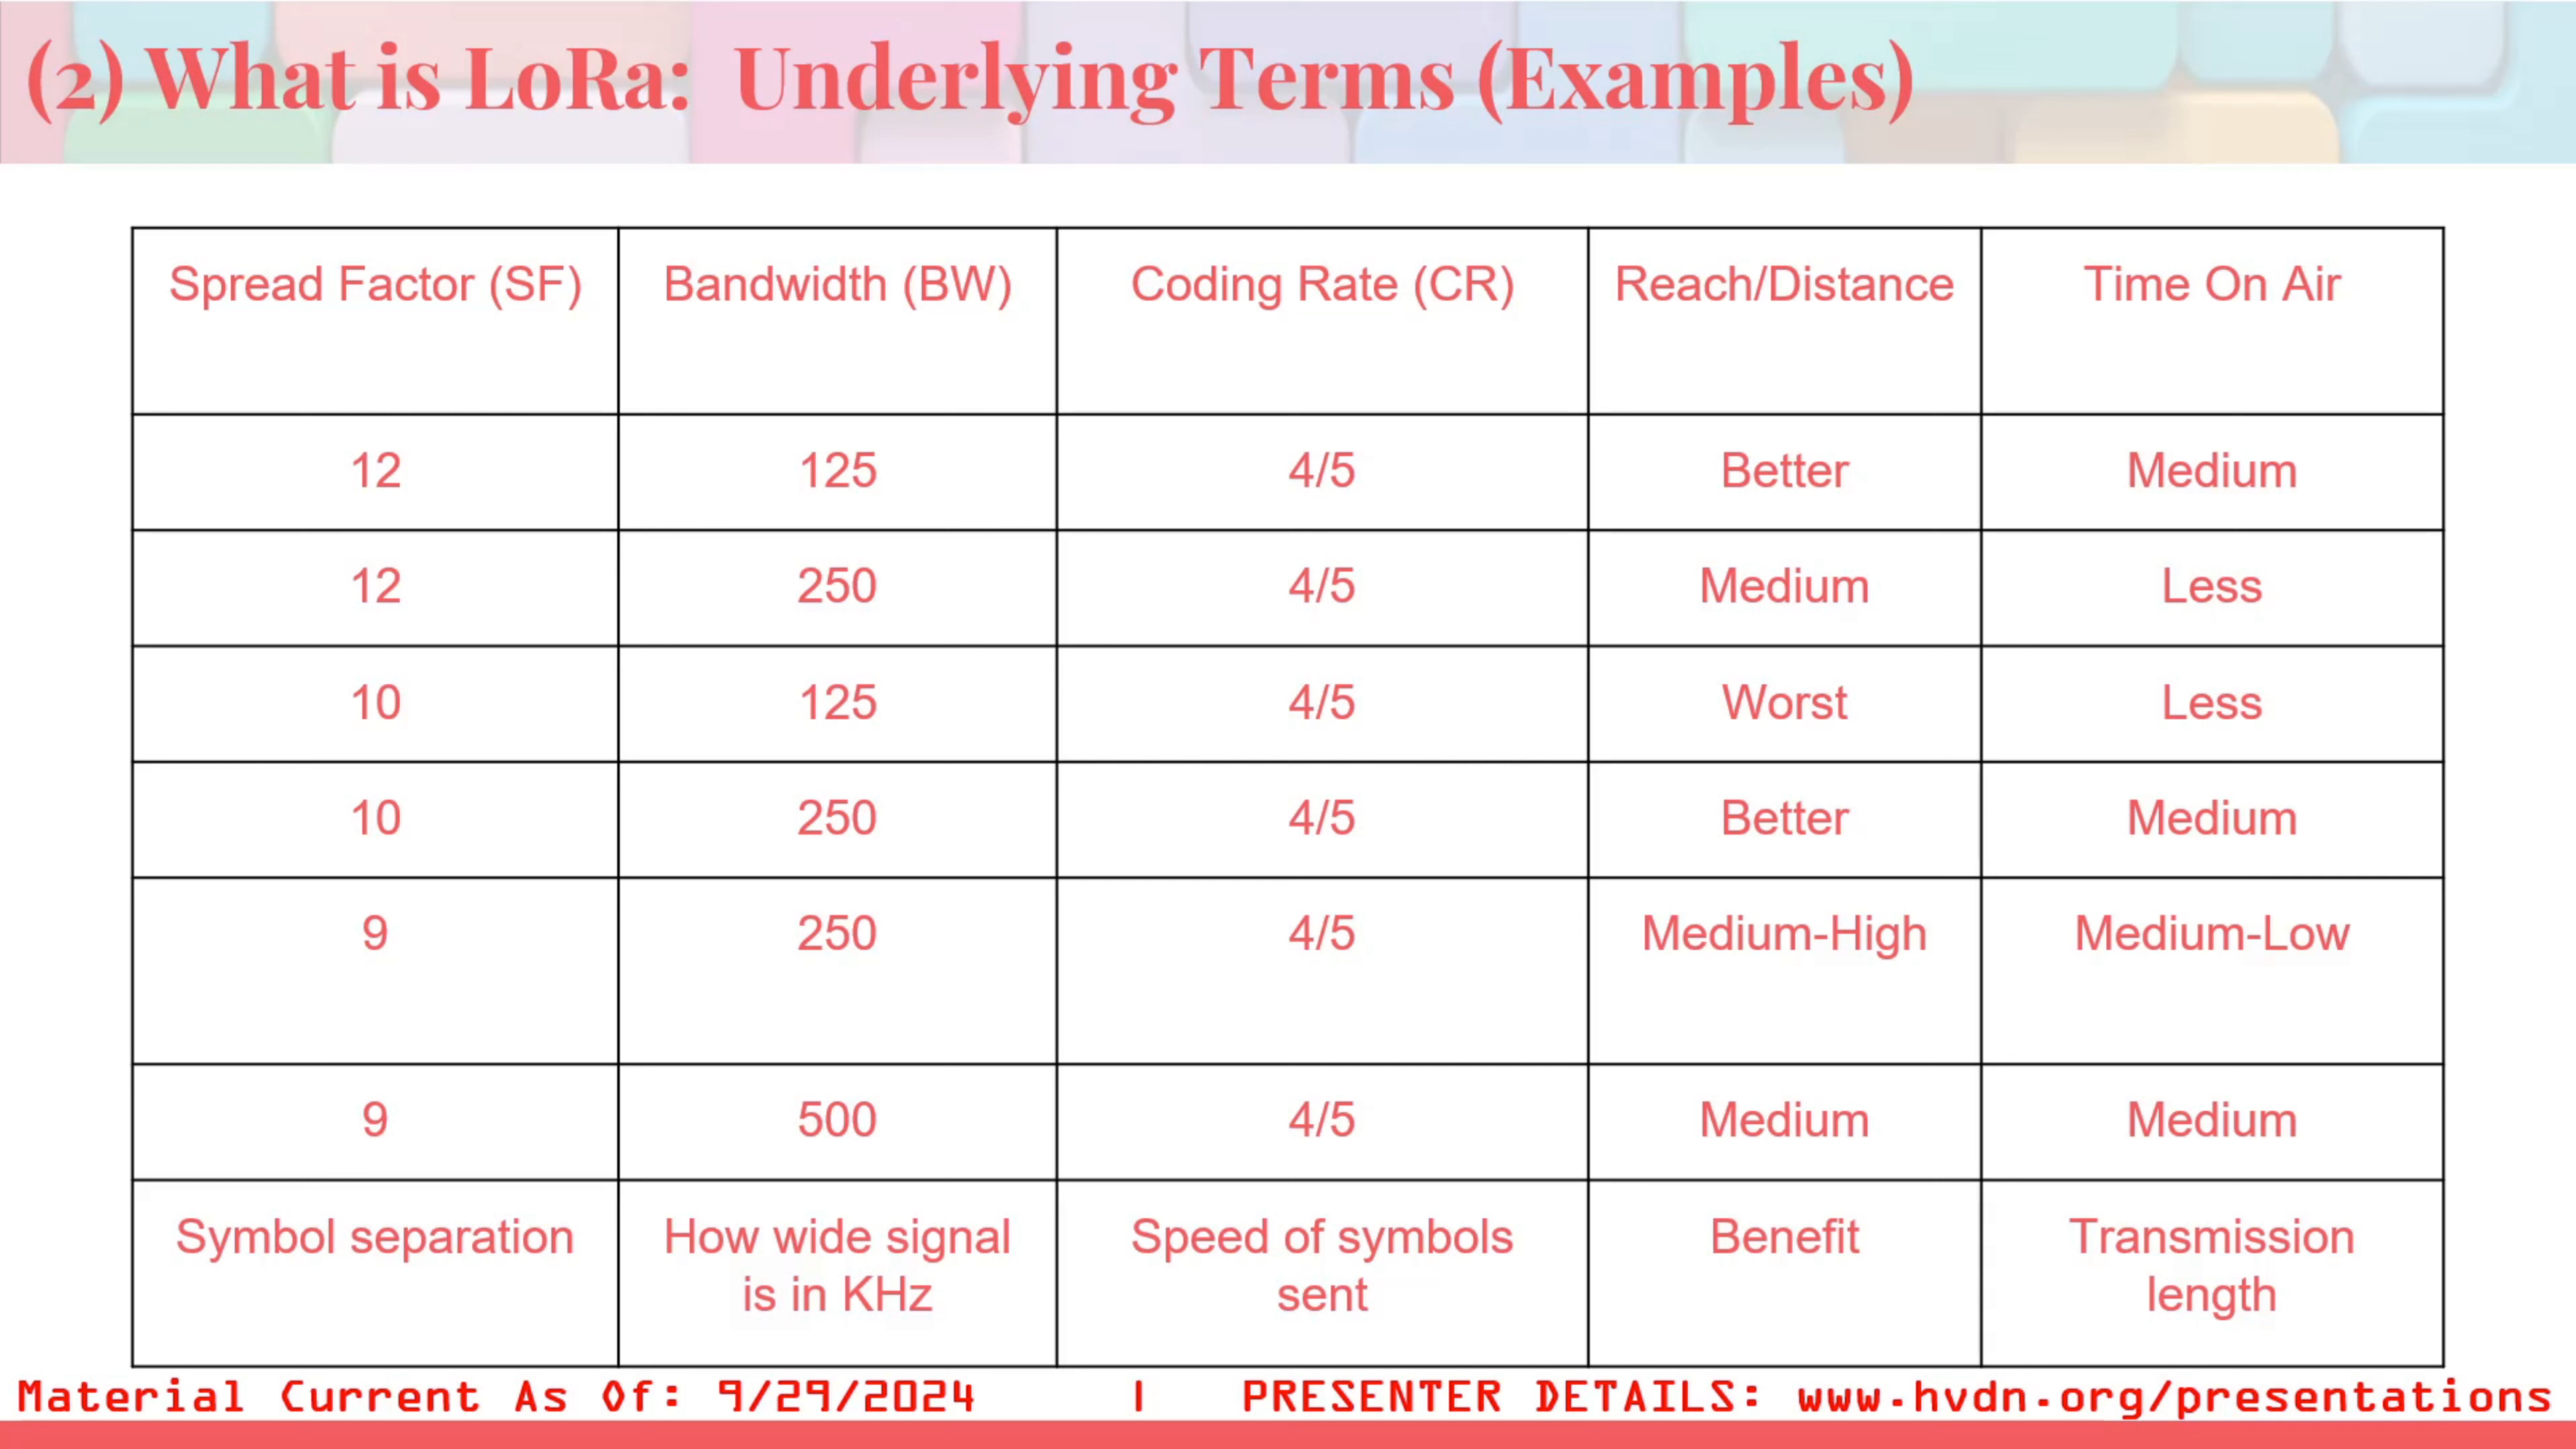 (2) What is LoRa: Underlying Terms (Examples)
Spread Factor (SF) Bandwidth (BW) Coding Rate (CR) Reach/Distance Time On Air
12 125 4/5 Better Medium
12 250 4/5 Medium Less
10 125 4/5 Worst Less
10 250 4/5 Better Medium
9 250 4/5 Medium-High Medium-Low
9 500 4/5 Medium Medium
Symbol separation How wide signal Speed of symbols Benefit Transmission
is in KHz sent length
Material Current As Of: 9/29/2024 | PRESENTER DETAILS: www.hvdn.org/presentations